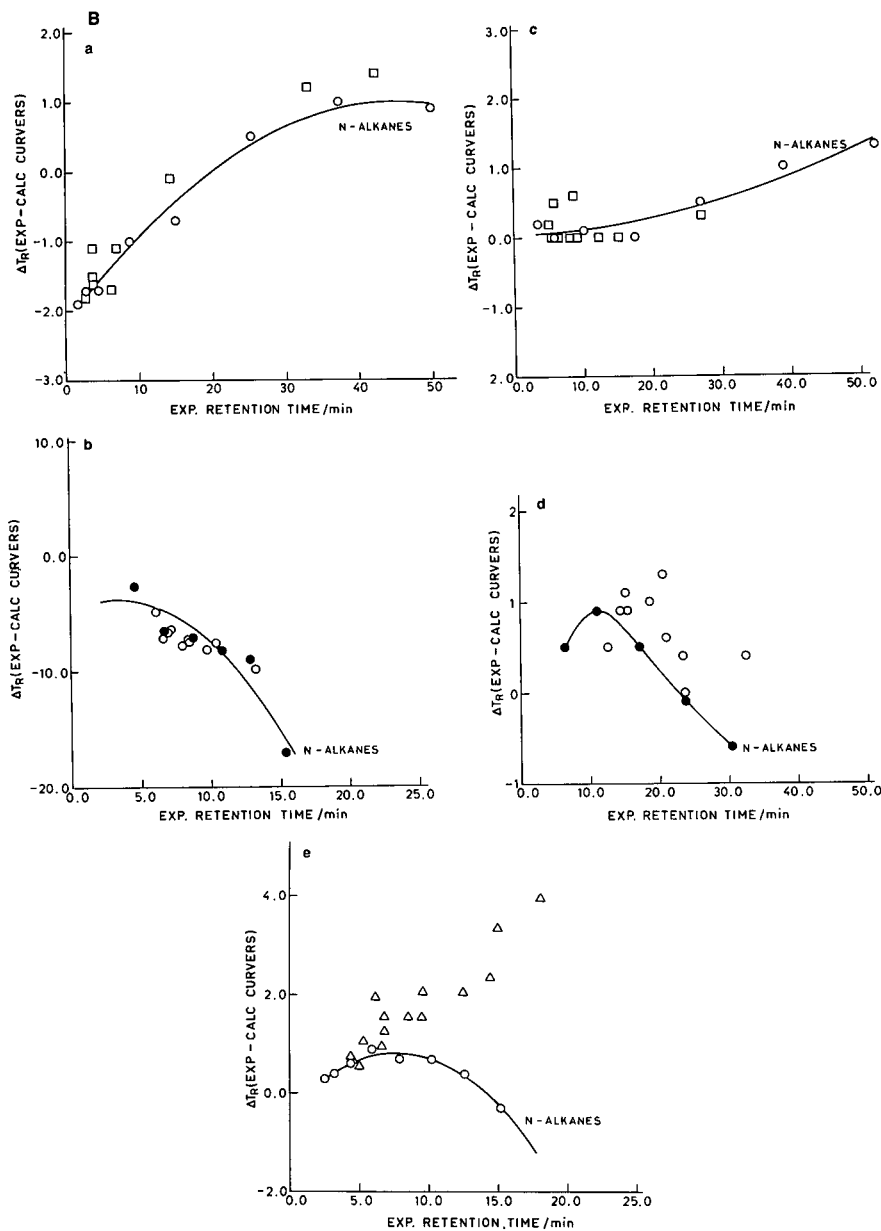 B
a
2.0
1.0
0.0
-1.0
-2.0
-3.0
ΔTR(EXP-CALC CURVERS)
N-ALKANES
0 10 20 30 40 50
EXP. RETENTION TIME/min
c
3.0
2.0
1.0
0.0
-1.0
2.0
ΔTR(EXP-CALC CURVERS)
N-ALKANES
0.0 10.0 20.0 30.0 40.0 50.0
EXP. RETENTION TIME/min
b
10.0
0.0
-10.0
-20.0
ΔTR(EXP-CALC CURVERS)
N-ALKANES
0.0 5.0 10.0 15.0 20.0 25.0
EXP. RETENTION TIME/min
d
2
1
0
-1
ΔTR(EXP-CALC CURVERS)
N-ALKANES
0.0 10.0 20.0 30.0 40.0 50.0
EXP. RETENTION TIME/min
e
4.0
2.0
0.0
-2.0
ΔTR(EXP-CALC CURVERS)
N-ALKANES
0.0 5.0 10.0 15.0 20.0 25.0
EXP. RETENTION TIME/min